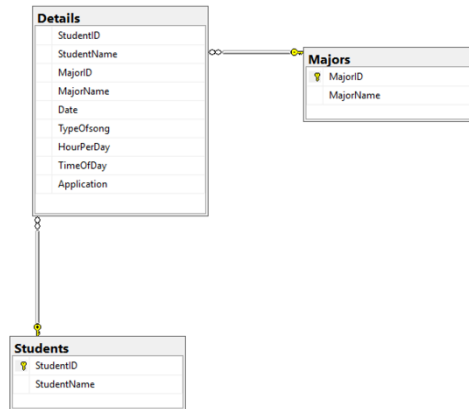 Details
StudentID
StudentName
MajorID
MajorName
Date
TypeOfsong
HourPerDay
TimeOfDay
Application
Majors
MajorID
MajorName
Students
StudentID
StudentName